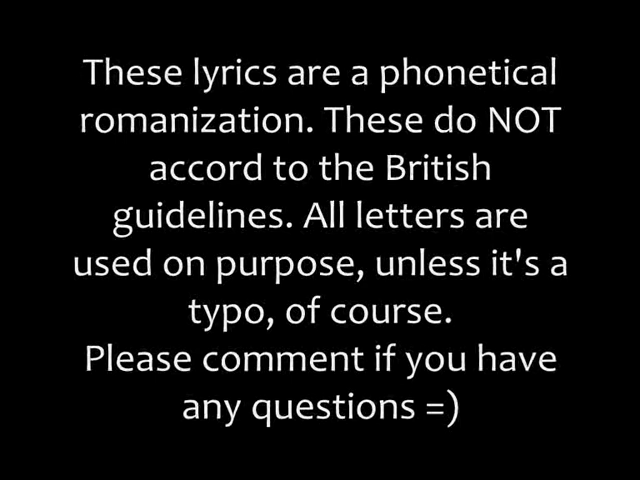 These lyrics are a phonetical
romanization. These do NOT
accord to the British
guidelines. All letters are
used on purpose, unless it's a
typo, of course.
Please comment if you have
any questions =)